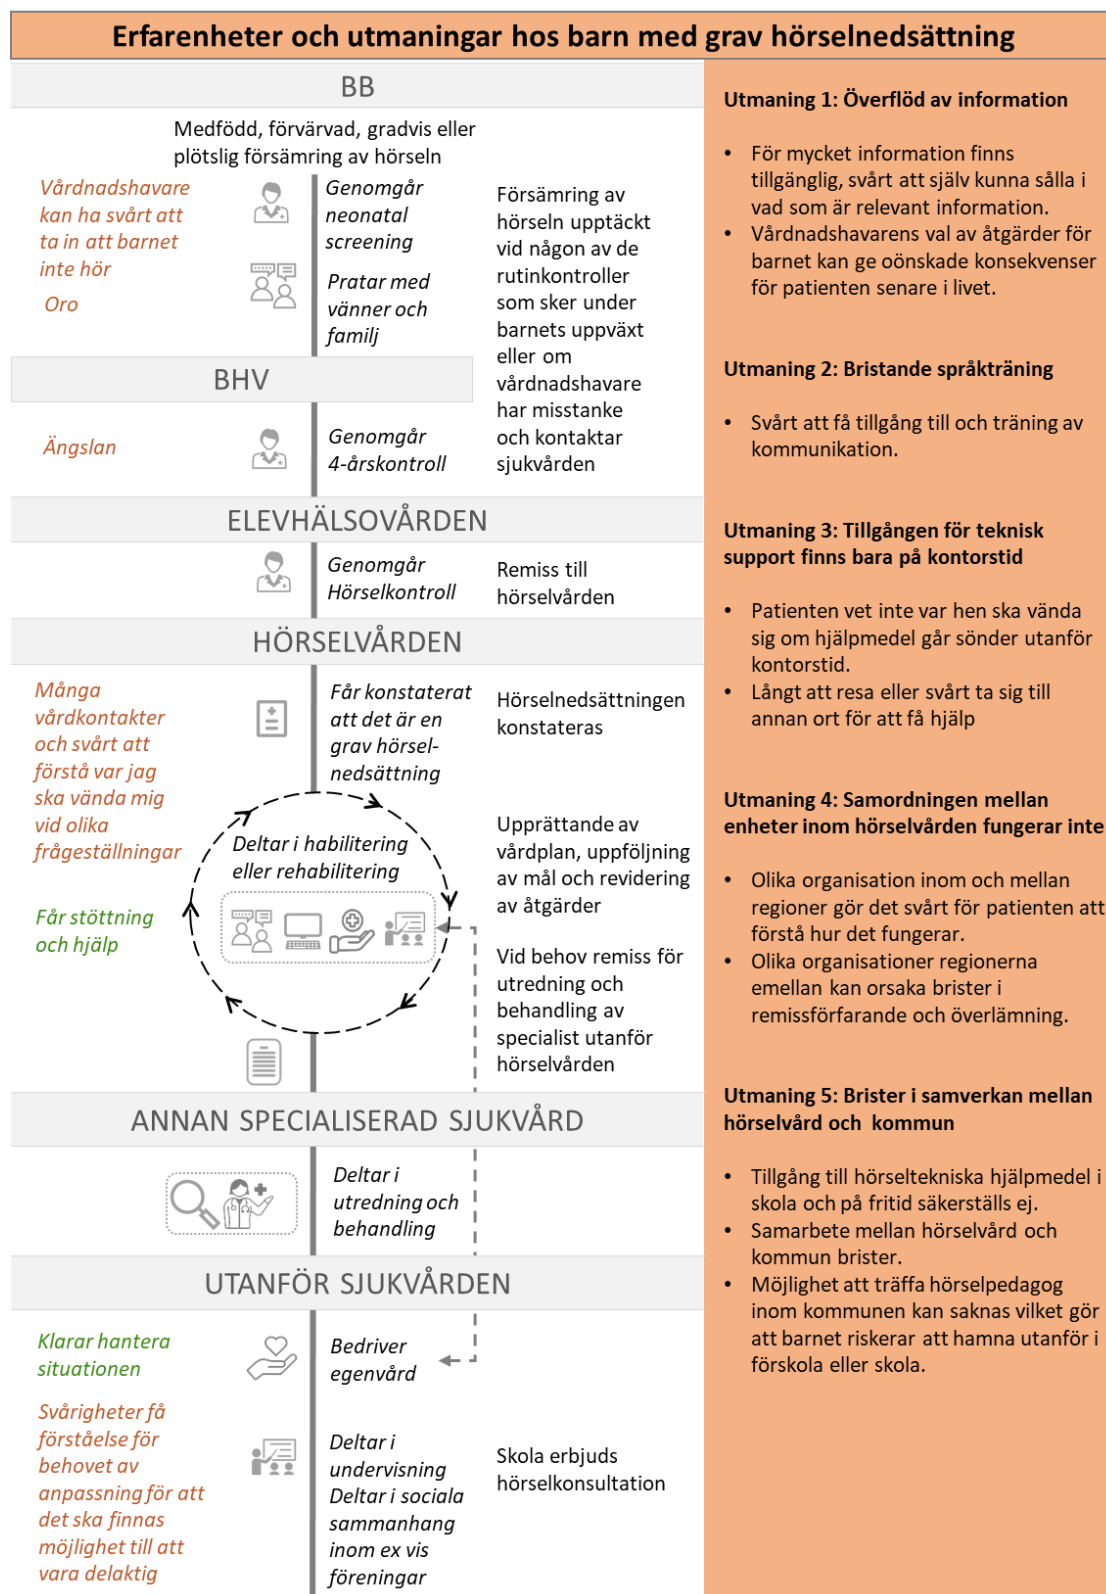 Erfarenheter och utmaningar hos barn med grav hörselnedsättning
BB
Medfödd, förvärvad, gradvis eller
plötslig försämring av hörseln
Vårdnadshavare
kan ha svårt att
ta in att barnet
inte hör
Oro
Genomgår
neonatal
screening
Pratar med
vänner och
familj
Försämring av
hörseln upptäckt
vid någon av de
rutinkontroller
som sker under
barnets uppväxt
eller om
vårdnadshavare
har misstanke
och kontaktar
sjukvården
BHV
Ängslan
Genomgår
4-årskontroll
ELEVHÄLSOVÅRDEN
Genomgår
Hörselkontroll
Remiss till
hörselvården
HÖRSELVÅRDEN
Många
vårdkontakter
och svårt att
förstå var jag
ska vända mig
vid olika
frågeställningar
Får stöttning
och hjälp
Får konstaterat
att det är en
grav hörsel-
nedsättning
Hörselnedsättningen
konstateras
Deltar i habilitering
eller rehabilitering
Upprättande av
vårdplan, uppföljning
av mål och revidering
av åtgärder
Vid behov remiss för
utredning och
behandling av
specialist utanför
hörselvården
ANNAN SPECIALISERAD SJUKVÅRD
Deltar i
utredning och
behandling
UTANFÖR SJUKVÅRDEN
Klarar hantera
situationen
Bedriver
egenvård
Svårigheter få
förståelse för
behovet av
anpassning för att
det ska finnas
möjlighet till att
vara delaktig
Deltar i
undervisning
Deltar i sociala
sammanhang
inom ex vis
föreningar
Skola erbjuds
hörselkonsultation
Utmaning 1: Överflöd av information
• För mycket information finns
tillgänglig, svårt att själv kunna sålla i
vad som är relevant information.
• Vårdnadshavarens val av åtgärder för
barnet kan ge oönskade konsekvenser
för patienten senare i livet.
Utmaning 2: Bristande språkträning
• Svårt att få tillgång till och träning av
kommunikation.
Utmaning 3: Tillgången för teknisk
support finns bara på kontorstid
• Patienten vet inte var hen ska vända
sig om hjälpmedel går sönder utanför
kontorstid.
• Långt att resa eller svårt ta sig till
annan ort för att få hjälp
Utmaning 4: Samordningen mellan
enheter inom hörselvården fungerar inte
• Olika organisation inom och mellan
regioner gör det svårt för patienten att
förstå hur det fungerar.
• Olika organisationer regionerna
emellan kan orsaka brister i
remissförfarande och överlämning.
Utmaning 5: Brister i samverkan mellan
hörselvård och kommun
• Tillgång till hörseltekniska hjälpmedel i
skola och på fritid säkerställs ej.
• Samarbete mellan hörselvård och
kommun brister.
• Möjlighet att träffa hörselpedagog
inom kommunen kan saknas vilket gör
att barnet riskerar att hamna utanför i
förskola eller skola.